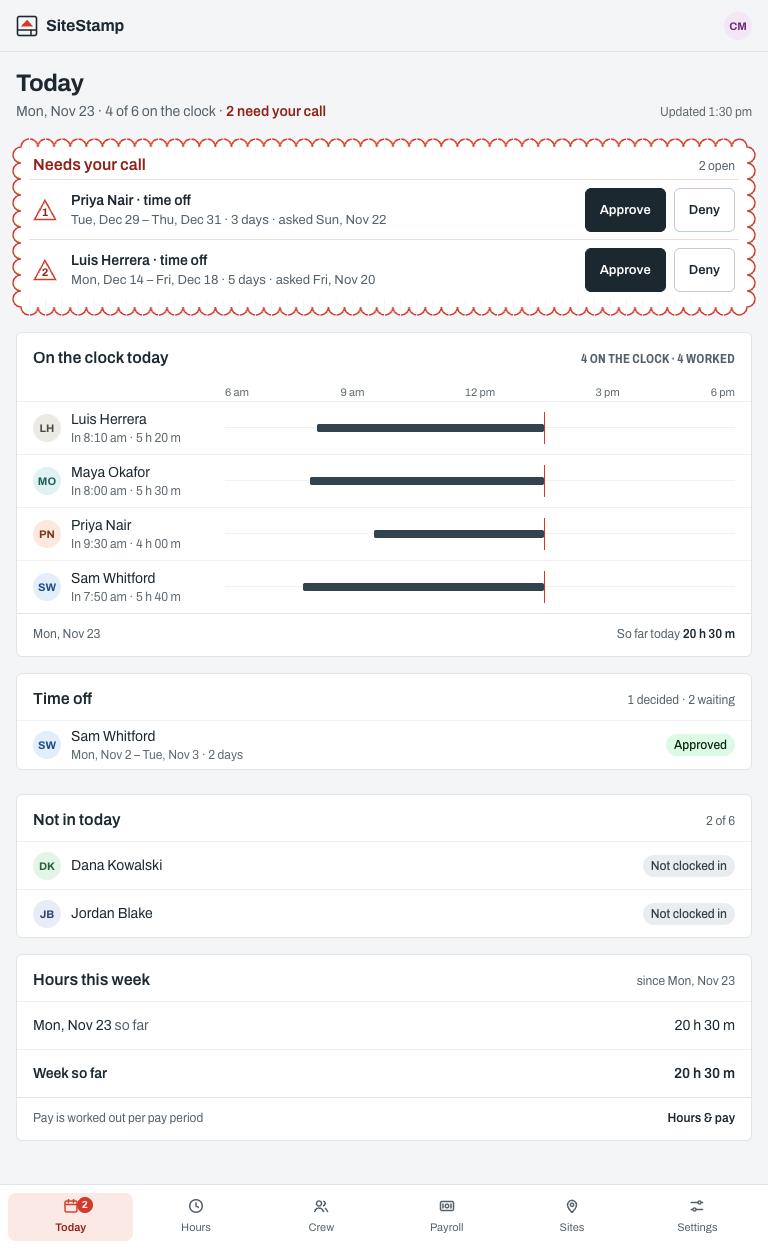 SiteStamp
CM
Today
Mon, Nov 23 · 4 of 6 on the clock · 2 need your call
Updated 1:30 pm
Needs your call
2 open
1
Priya Nair · time off
Tue, Dec 29 – Thu, Dec 31 · 3 days · asked Sun, Nov 22
Approve
Deny
2
Luis Herrera · time off
Mon, Dec 14 – Fri, Dec 18 · 5 days · asked Fri, Nov 20
Approve
Deny
On the clock today
4 ON THE CLOCK · 4 WORKED
6 am 9 am 12 pm 3 pm 6 pm
LH
Luis Herrera
In 8:10 am · 5 h 20 m
MO
Maya Okafor
In 8:00 am · 5 h 30 m
PN
Priya Nair
In 9:30 am · 4 h 00 m
SW
Sam Whitford
In 7:50 am · 5 h 40 m
Mon, Nov 23
So far today 20 h 30 m
Time off
1 decided · 2 waiting
SW
Sam Whitford
Mon, Nov 2 – Tue, Nov 3 · 2 days
Approved
Not in today
2 of 6
DK
Dana Kowalski
Not clocked in
JB
Jordan Blake
Not clocked in
Hours this week
since Mon, Nov 23
Mon, Nov 23 so far
20 h 30 m
Week so far
20 h 30 m
Pay is worked out per pay period
Hours & pay
2
Today
Hours
Crew
Payroll
Sites
Settings